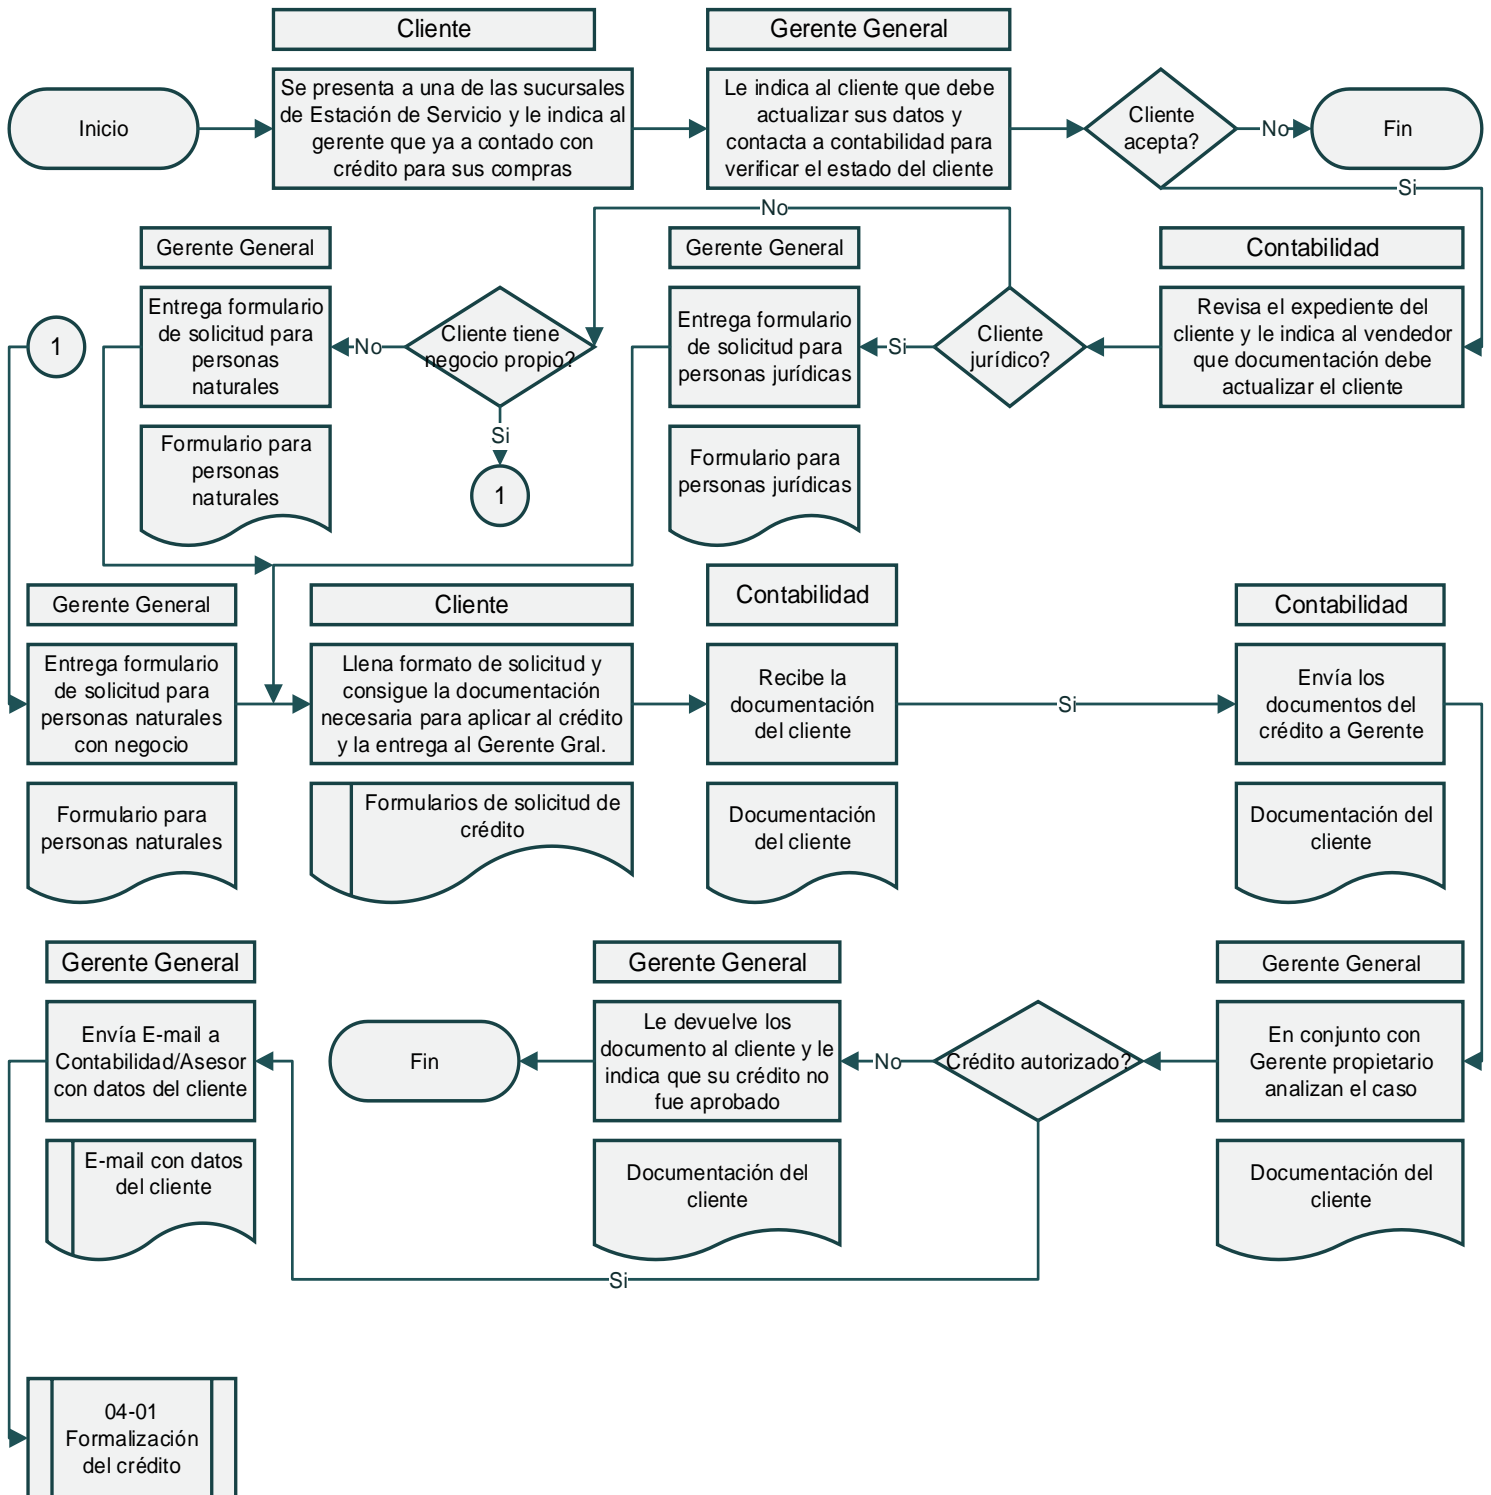 Cliente
Gerente General
Inicio
Se presenta a una de las sucursales
de Estación de Servicio y le indica al
gerente que ya a contado con
crédito para sus compras
Le indica al cliente que debe
actualizar sus datos y
contacta a contabilidad para
verificar el estado del cliente
Cliente
acepta?
No
Fin
Si
No
Gerente General
Gerente General
Contabilidad
1
Entrega formulario
de solicitud para
personas
naturales
No
Cliente tiene
negocio propio?
Entrega formulario
de solicitud para
personas jurídicas
Si
Cliente
jurídico?
Revisa el expediente del
cliente y le indica al vendedor
que documentación debe
actualizar el cliente
Formulario para
personas
naturales
Si
1
Formulario para
personas jurídicas
Gerente General
Cliente
Contabilidad
Contabilidad
Entrega formulario
de solicitud para
personas naturales
con negocio
Llena formato de solicitud y
consigue la documentación
necesaria para aplicar al crédito
y la entrega al Gerente Gral.
Recibe la
documentación
del cliente
Si
Envía los
documentos del
crédito a Gerente
Formulario para
personas naturales
Formularios de solicitud de
crédito
Documentación
del cliente
Documentación del
cliente
Gerente General
Gerente General
Gerente General
Envía E-mail a
Contabilidad/Asesor
con datos del cliente
Fin
Le devuelve los
documento al cliente y le
indica que su crédito no
fue aprobado
No
Crédito autorizado?
En conjunto con
Gerente propietario
analizan el caso
E-mail con datos
del cliente
Documentación del
cliente
Documentación del
cliente
Si
04-01
Formalización
del crédito